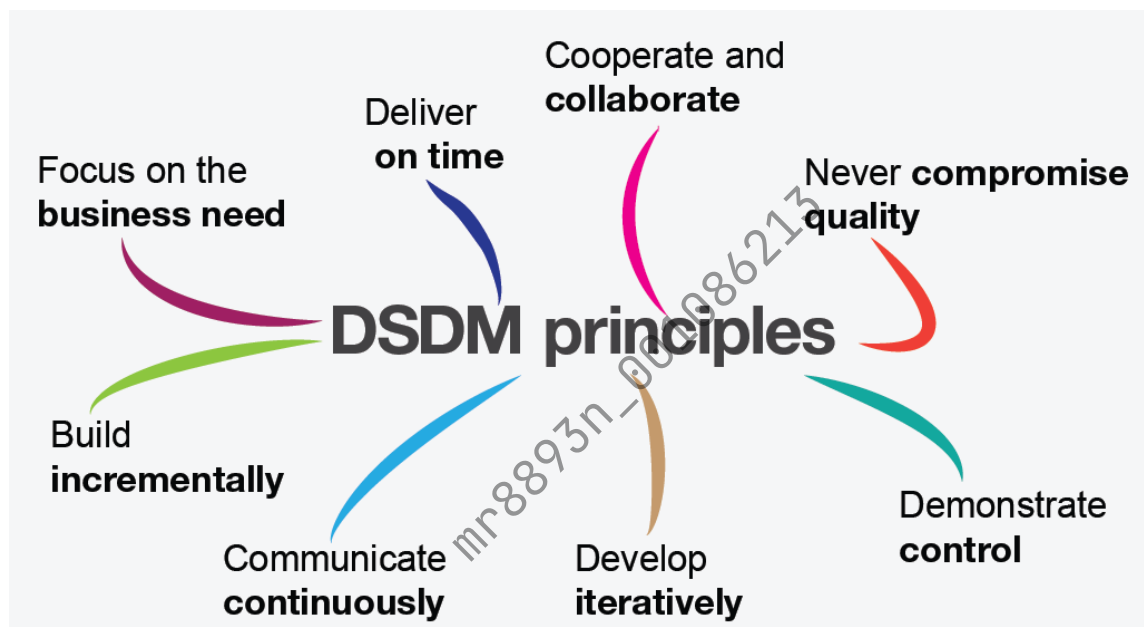 Cooperate and
collaborate
Deliver
on time
Focus on the
business need
Never compromise
quality
DSDM principles
mr8893n_001086213
Build
incrementally
Communicate
continuously
Develop
iteratively
Demonstrate
control